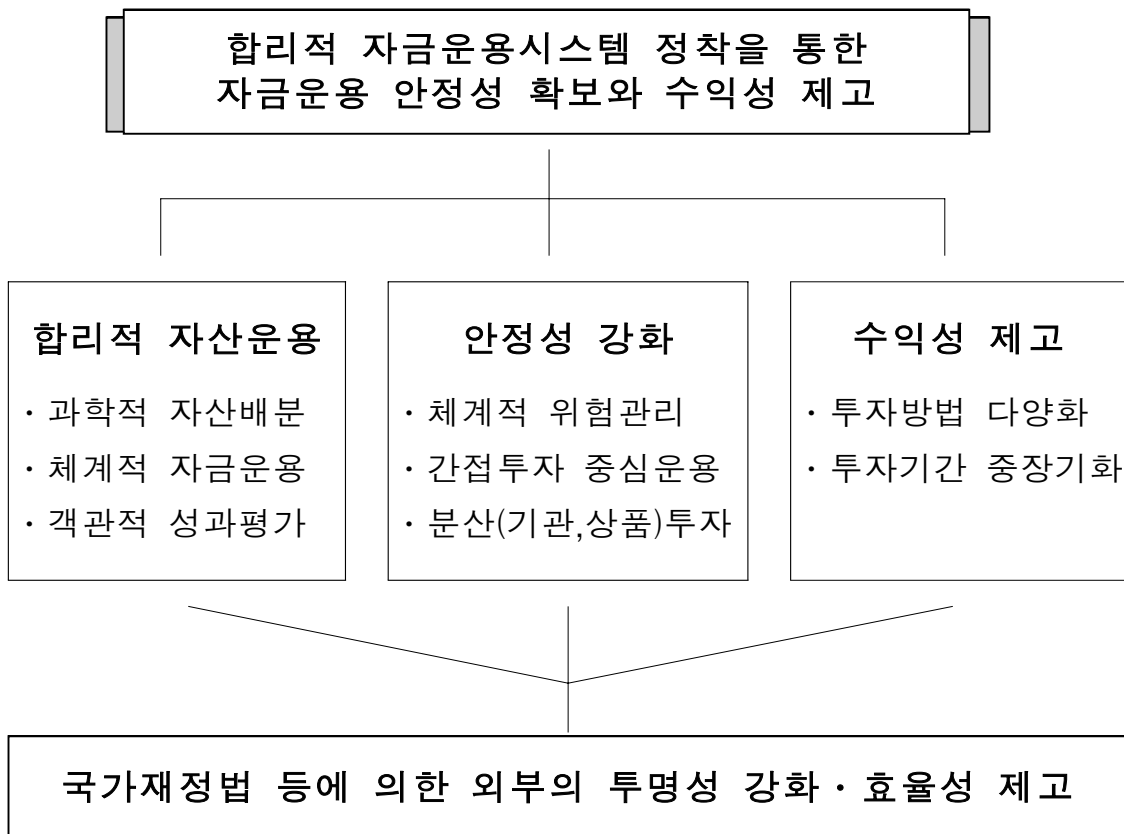 합리적 자금운용시스템 정착을 통한
자금운용 안정성 확보와 수익성 제고
합리적 자산운용
· 과학적 자산배분
· 체계적 자금운용
· 객관적 성과평가
안정성 강화
· 체계적 위험관리
· 간접투자 중심운용
· 분산(기관,상품)투자
수익성 제고
· 투자방법 다양화
· 투자기간 중장기화
국가재정법 등에 의한 외부의 투명성 강화 · 효율성 제고